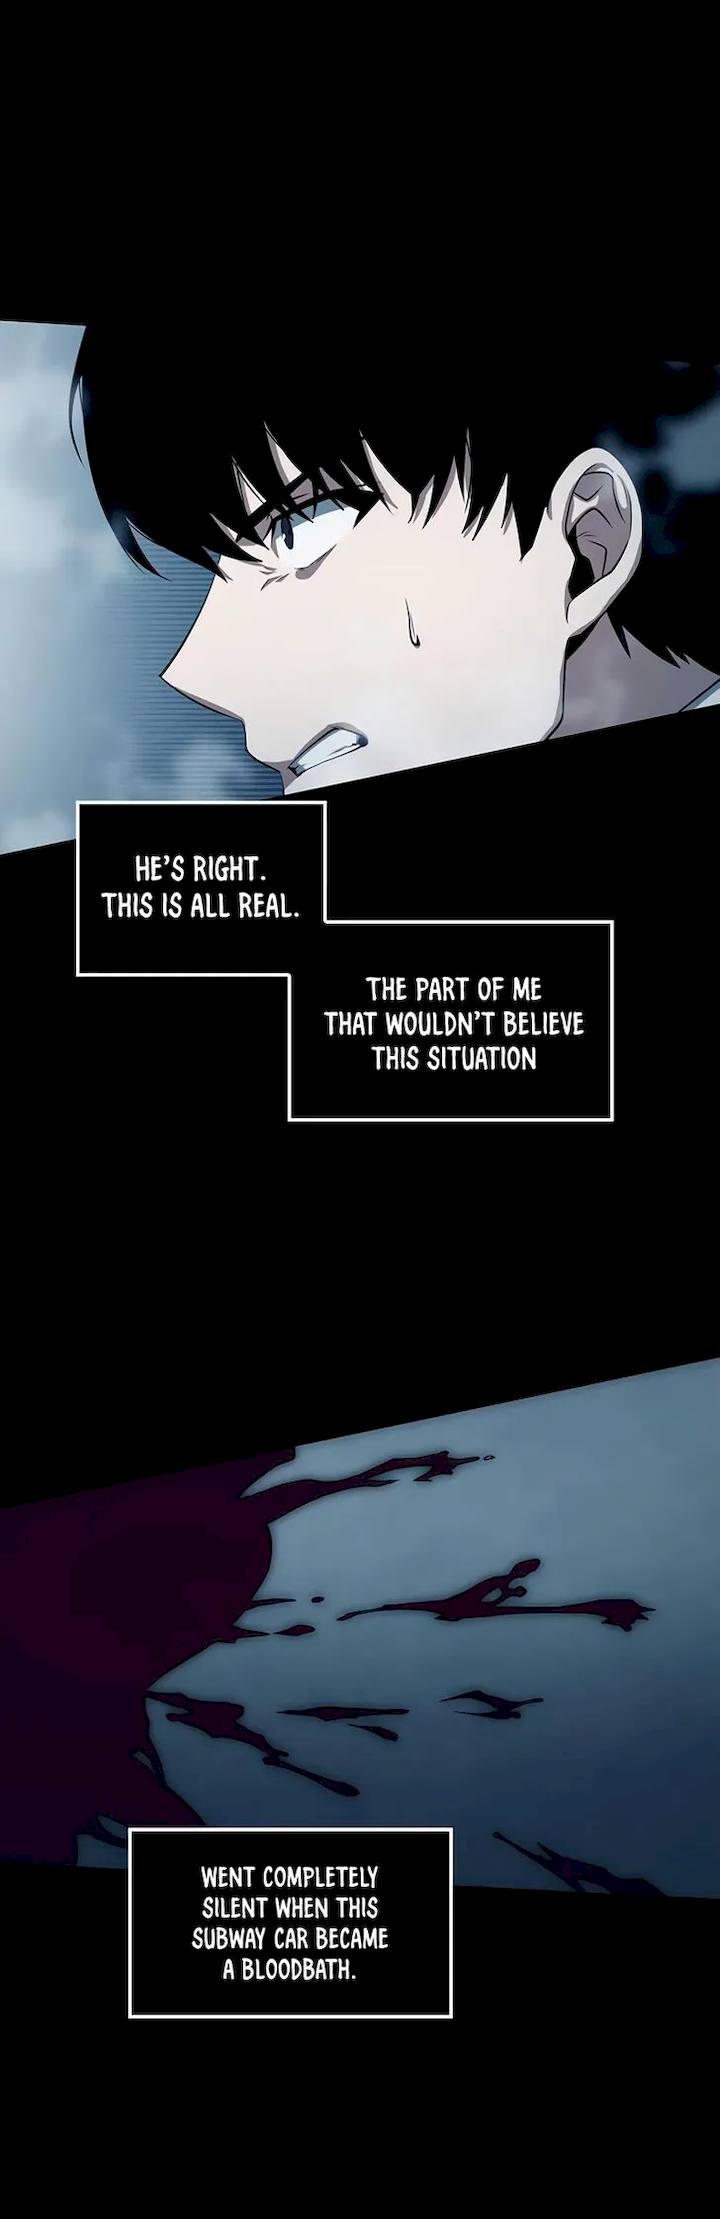 HE'S RIGHT.
THIS IS ALL REAL.
THE PART OF ME
THAT WOULDN'T BELIEVE
THIS SITUATION
WENT COMPLETELY
SILENT WHEN THIS
SUBWAY CAR BECAME
A BLOODBATH.